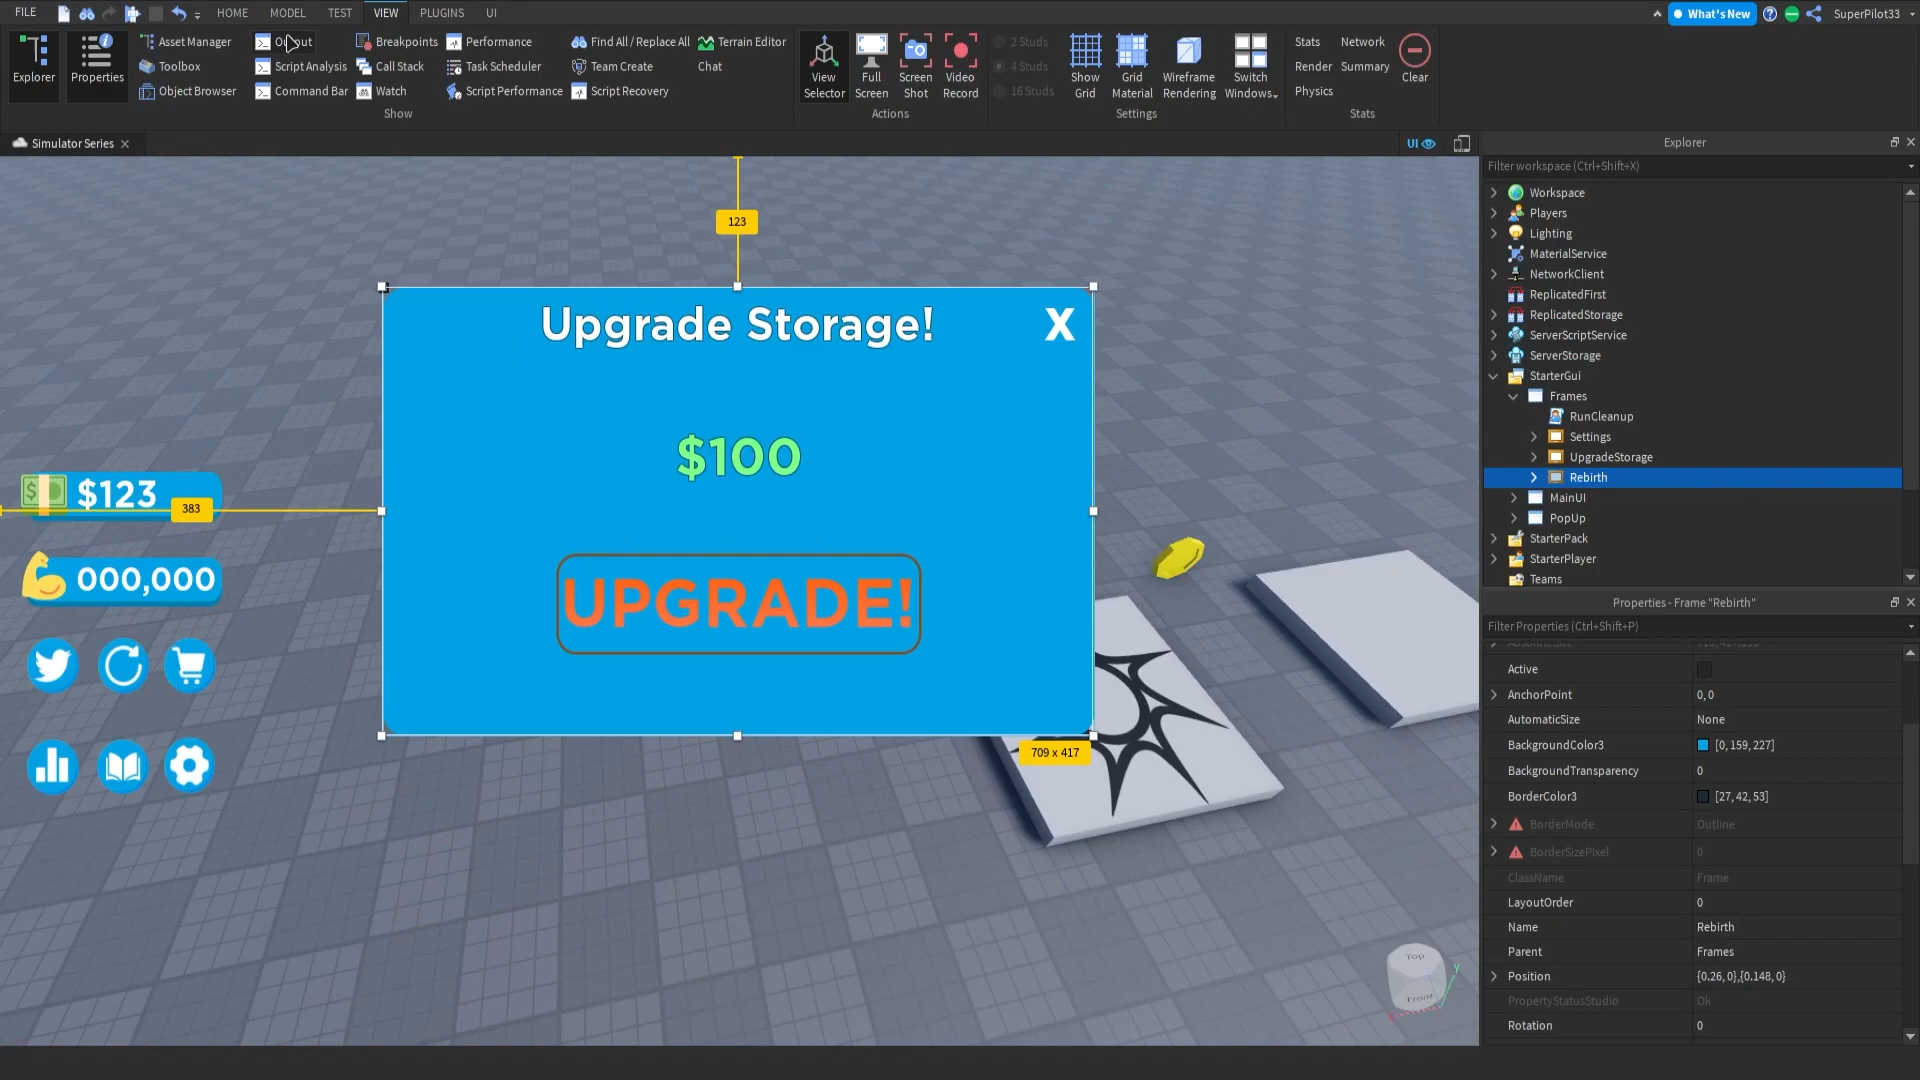 FILE
HOME
MODEL
TEST
VIEW
PLUGINS
UI
What's New
SuperPilot33
Explorer
Properties
Asset Manager
Toolbox
Object Browser
Script Analysis
Command Bar
Breakpoints
Call Stack
Watch
Performance
Task Scheduler
Script Performance
Find All / Replace All
Team Create
Script Recovery
Terrain Editor
Chat
Show
View
Selector
Full
Screen
Screen
Shot
Video
Record
Actions
2 Studs
4 Studs
16 Studs
Show
Grid
Grid
Material
Wireframe
Rendering
Switch
Windows
Settings
Stats
Network
Render
Summary
Physics
Clear
Stats
Simulator Series
UI
123
Upgrade Storage!
X
$100
UPGRADE!
709 x 417
$123
383
000,000
Top
Front
X
Y
Explorer
Filter workspace (Ctrl+Shift+X)
Workspace
Players
Lighting
MaterialService
NetworkClient
ReplicatedFirst
ReplicatedStorage
ServerScriptService
ServerStorage
StarterGui
Frames
RunCleanup
Settings
UpgradeStorage
Rebirth
MainUI
PopUp
StarterPack
StarterPlayer
Teams
Properties - Frame "Rebirth"
Filter Properties (Ctrl+Shift+P)
Active
AnchorPoint 0, 0
AutomaticSize None
BackgroundColor3 [0, 159, 227]
BackgroundTransparency 0
BorderColor3 [27, 42, 53]
BorderMode Outline
BorderSizePixel 0
ClassName Frame
LayoutOrder 0
Name Rebirth
Parent Frames
Position {0.26, 0},{0.148, 0}
PropertyStatusStudio Ok
Rotation 0